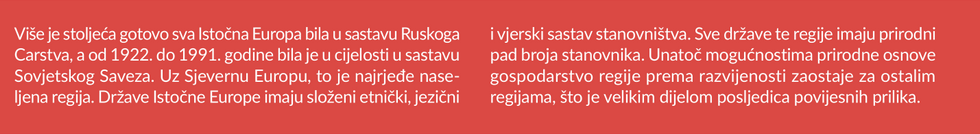 Više je stoljeća gotovo sva Istočna Europa bila u sastavu Ruskoga
Carstva, a od 1922. do 1991. godine bila je u cijelosti u sastavu
Sovjetskog Saveza. Uz Sjevernu Europu, to je najrjeđe nase-
ljena regija. Države Istočne Europe imaju složeni etnički, jezični
i vjerski sastav stanovništva. Sve države te regije imaju prirodni
pad broja stanovnika. Unatoč mogućnostima prirodne osnove
gospodarstvo regije prema razvijenosti zaostaje za ostalim
regijama, što je velikim dijelom posljedica povijesnih prilika.